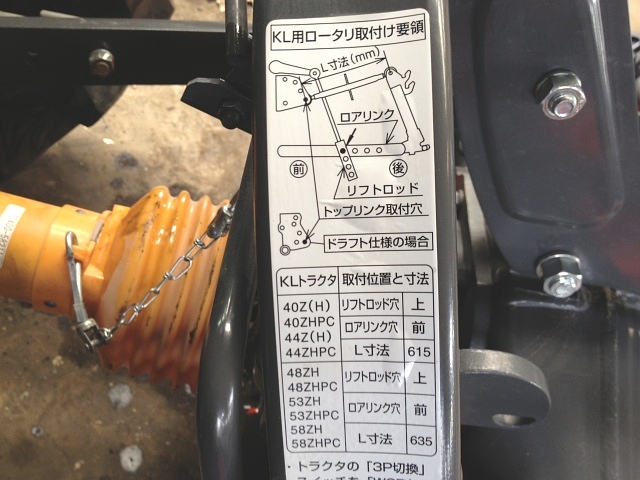 KL用ロータリ取付け要領
L寸法(mm)
ロアリンク
前
後
リフトロッド
トップリンク取付穴
ドラフト仕様の場合
KLトラクタ 取付位置と寸法
40Z(H)
40ZHPC
44Z(H)
44ZHPC
リフトロッド穴 上
ロアリンク穴 前
L寸法 615
48ZH
48ZHPC
53ZH
53ZHPC
58ZH
58ZHPC
リフトロッド穴 上
ロアリンク穴 前
L寸法 635
・トラクタの「3P切換」